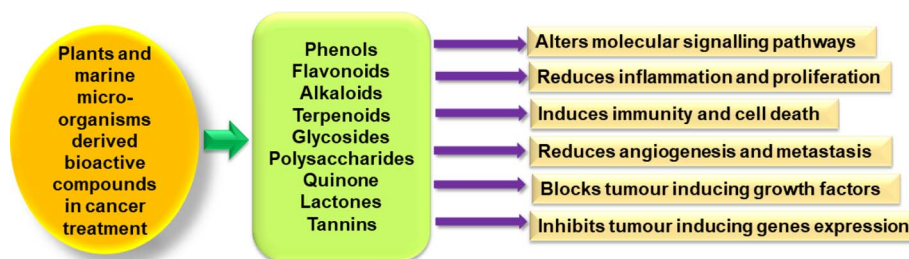 Plants and
marine
micro-
organisms
derived
bioactive
compounds
in cancer
treatment
Phenols
Flavonoids
Alkaloids
Terpenoids
Glycosides
Polysaccharides
Quinone
Lactones
Tannins
Alters molecular signalling pathways
Reduces inflammation and proliferation
Induces immunity and cell death
Reduces angiogenesis and metastasis
Blocks tumour inducing growth factors
Inhibits tumour inducing genes expression